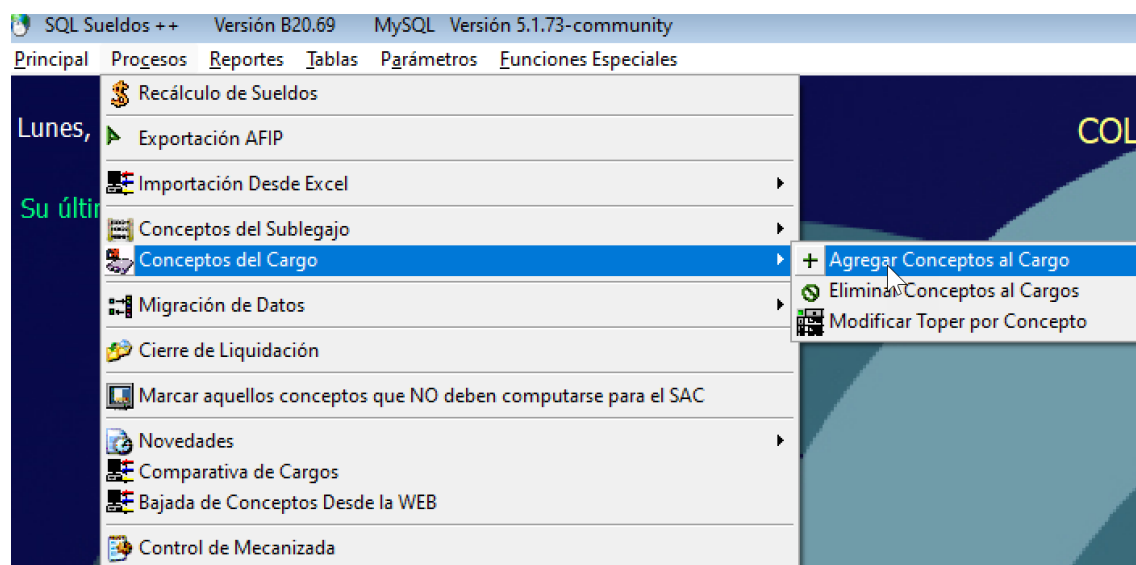 SQL Sueldos ++ Versión B20.69 MySQL Versión 5.1.73-community
Principal Procesos Reportes Tablas Parámetros Funciones Especiales
Recálculo de Sueldos
Lunes,
Exportación AFIP
COL
Importación Desde Excel
Su últir
Conceptos del Sublegajo
Conceptos del Cargo
Agregar Conceptos al Cargo
Eliminar Conceptos al Cargos
Modificar Toper por Concepto
Migración de Datos
Cierre de Liquidación
Marcar aquellos conceptos que NO deben computarse para el SAC
Novedades
Comparativa de Cargos
Bajada de Conceptos Desde la WEB
Control de Mecanizada